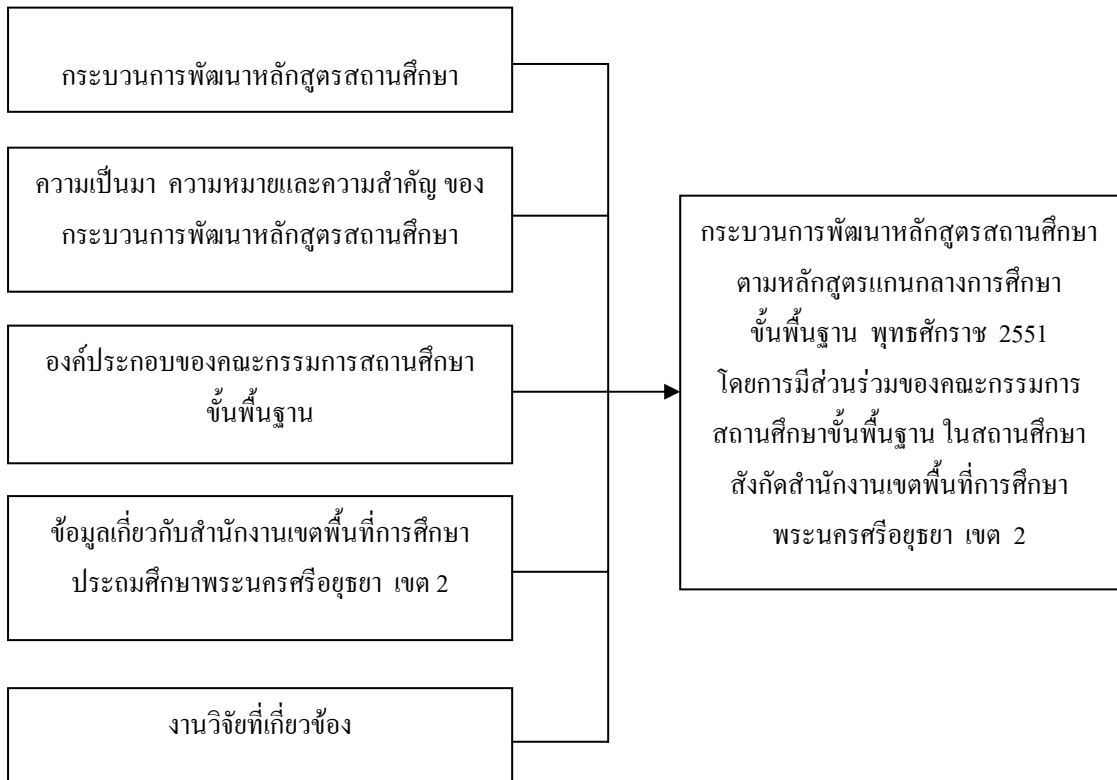 กระบวนการพัฒนาหลักสูตรสถานศึกษา
ความเป็นมา ความหมายและความสำคัญ ของ
กระบวนการพัฒนาหลักสูตรสถานศึกษา
องค์ประกอบของคณะกรรมการสถานศึกษา
ขั้นพื้นฐาน
ข้อมูลเกี่ยวกับสำนักงานเขตพื้นที่การศึกษา
ประถมศึกษาพระนครศรีอยุธยา เขต 2
งานวิจัยที่เกี่ยวข้อง
กระบวนการพัฒนาหลักสูตรสถานศึกษา
ตามหลักสูตรแกนกลางการศึกษา
ขั้นพื้นฐาน พุทธศักราช 2551
โดยการมีส่วนร่วมของคณะกรรมการ
สถานศึกษาขั้นพื้นฐาน ในสถานศึกษา
สังกัดสำนักงานเขตพื้นที่การศึกษา
พระนครศรีอยุธยา เขต 2